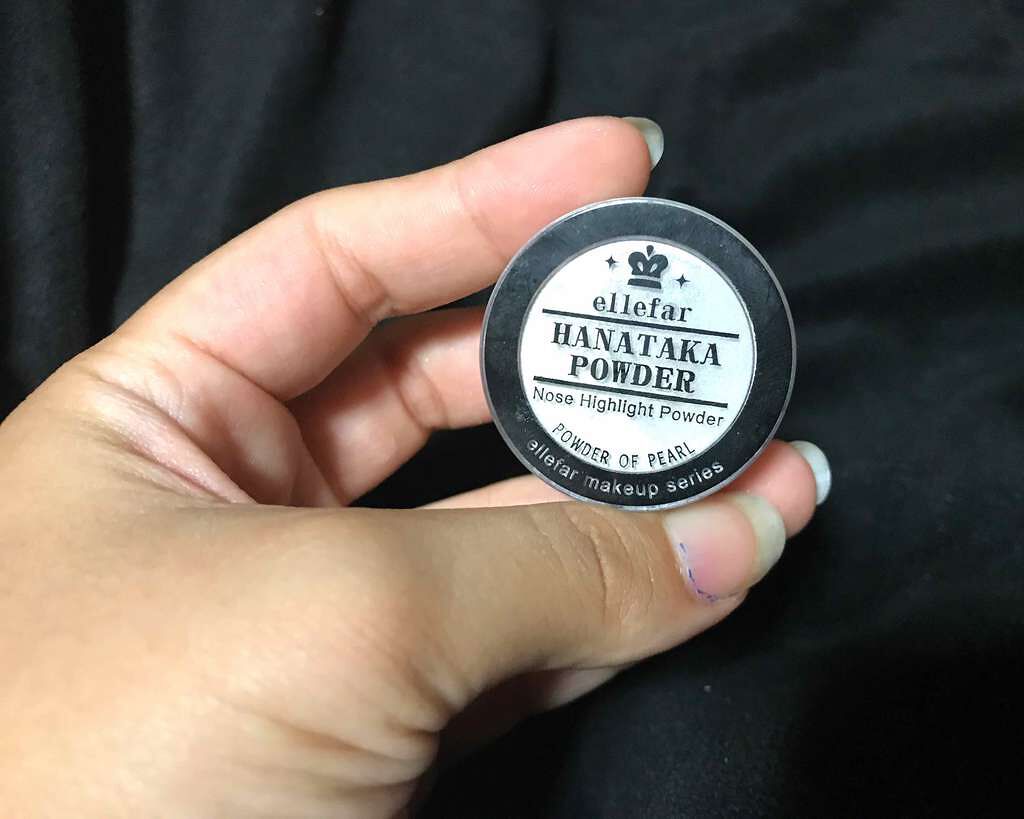 ellefar
HANATAKA
POWDER
Nose Highlight Powder
POWDER OF PEARL
ellefar makeup series